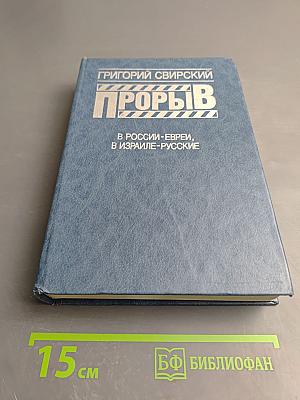 ГРИГОРИЙ СВИРСКИЙ
ПРОРЫВ
В РОССИИ-ЕВРЕИ,
В ИЗРАИЛЕ-РУССКИЕ
15 см
БФ БИБЛИОФАН